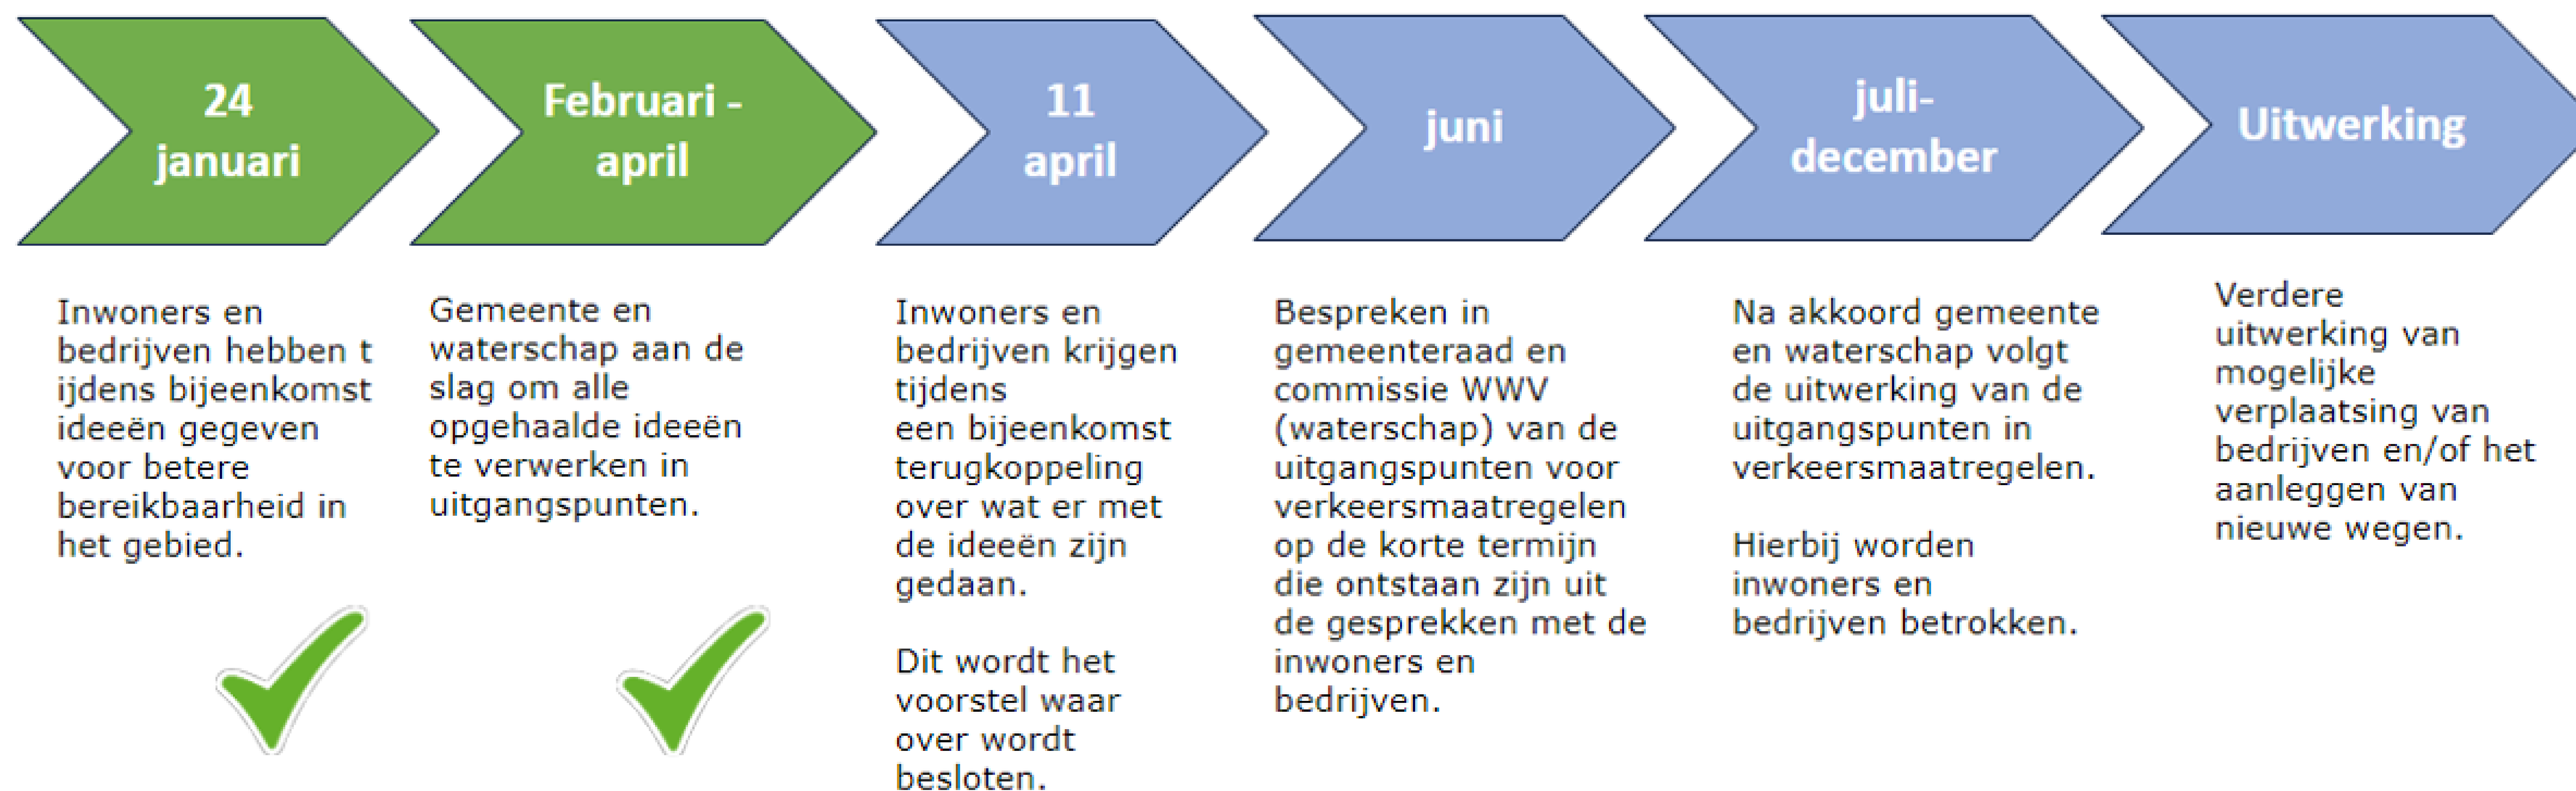 24
januari
Februari -
april
11
april
juni
juli-
december
Uitwerking
Inwoners en
bedrijven hebben t
ijdens bijeenkomst
ideeën gegeven
voor betere
bereikbaarheid in
het gebied.
Gemeente en
waterschap aan de
slag om alle
opgehaalde ideeën
te verwerken in
uitgangspunten.
Inwoners en
bedrijven krijgen
tijdens
een bijeenkomst
terugkoppeling
over wat er met
de ideeën zijn
gedaan.
Dit wordt het
voorstel waar
over wordt
besloten.
Bespreken in
gemeenteraad en
commissie WWV
(waterschap) van de
uitgangspunten voor
verkeersmaatregelen
op de korte termijn
die ontstaan zijn uit
de gesprekken met de
inwoners en
bedrijven.
Na akkoord gemeente
en waterschap volgt
de uitwerking van de
uitgangspunten in
verkeersmaatregelen.
Hierbij worden
inwoners en
bedrijven betrokken.
Verdere
uitwerking van
mogelijke
verplaatsing van
bedrijven en/of het
aanleggen van
nieuwe wegen.